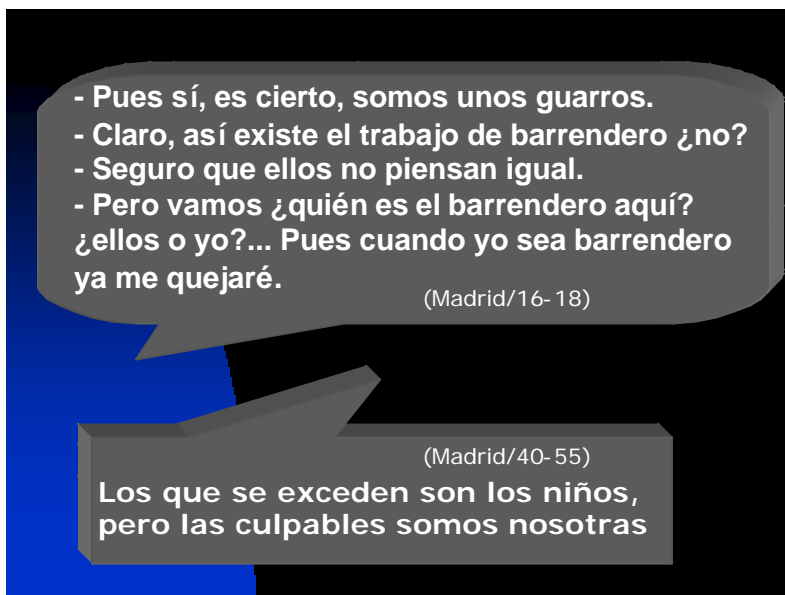 - Pues sí, es cierto, somos unos guarros.
- Claro, así existe el trabajo de barrendero ¿no?
- Seguro que ellos no piensan igual.
- Pero vamos ¿quién es el barrendero aquí?
¿ellos o yo?... Pues cuando yo sea barrendero
ya me quejaré.
(Madrid/16-18)
(Madrid/40-55)
Los que se exceden son los niños,
pero las culpables somos nosotras